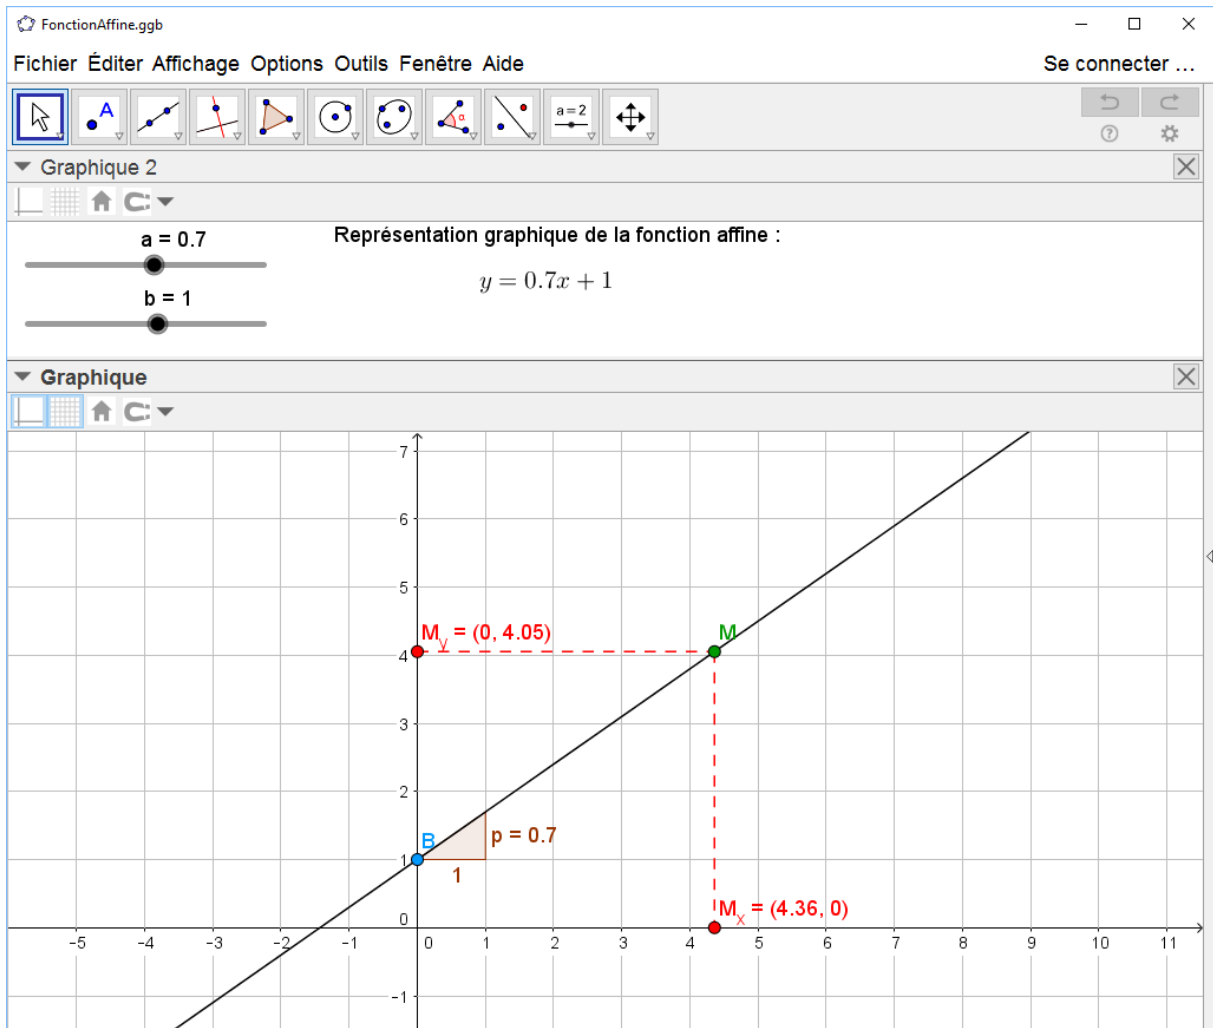 FonctionAffine.ggb
Fichier Éditer Affichage Options Outils Fenêtre Aide
Se connecter ...
A
α
a=2
Graphique 2
a = 0.7
Représentation graphique de la fonction affine :
y = 0.7x + 1
b = 1
Graphique
7
6
5
M_y = (0, 4.05)
M
4
3
2
B
p = 0.7
1
1
M_x = (4.36, 0)
0
-5 -4 -3 -2 -1 0 1 2 3 4 5 6 7 8 9 10 11
-1